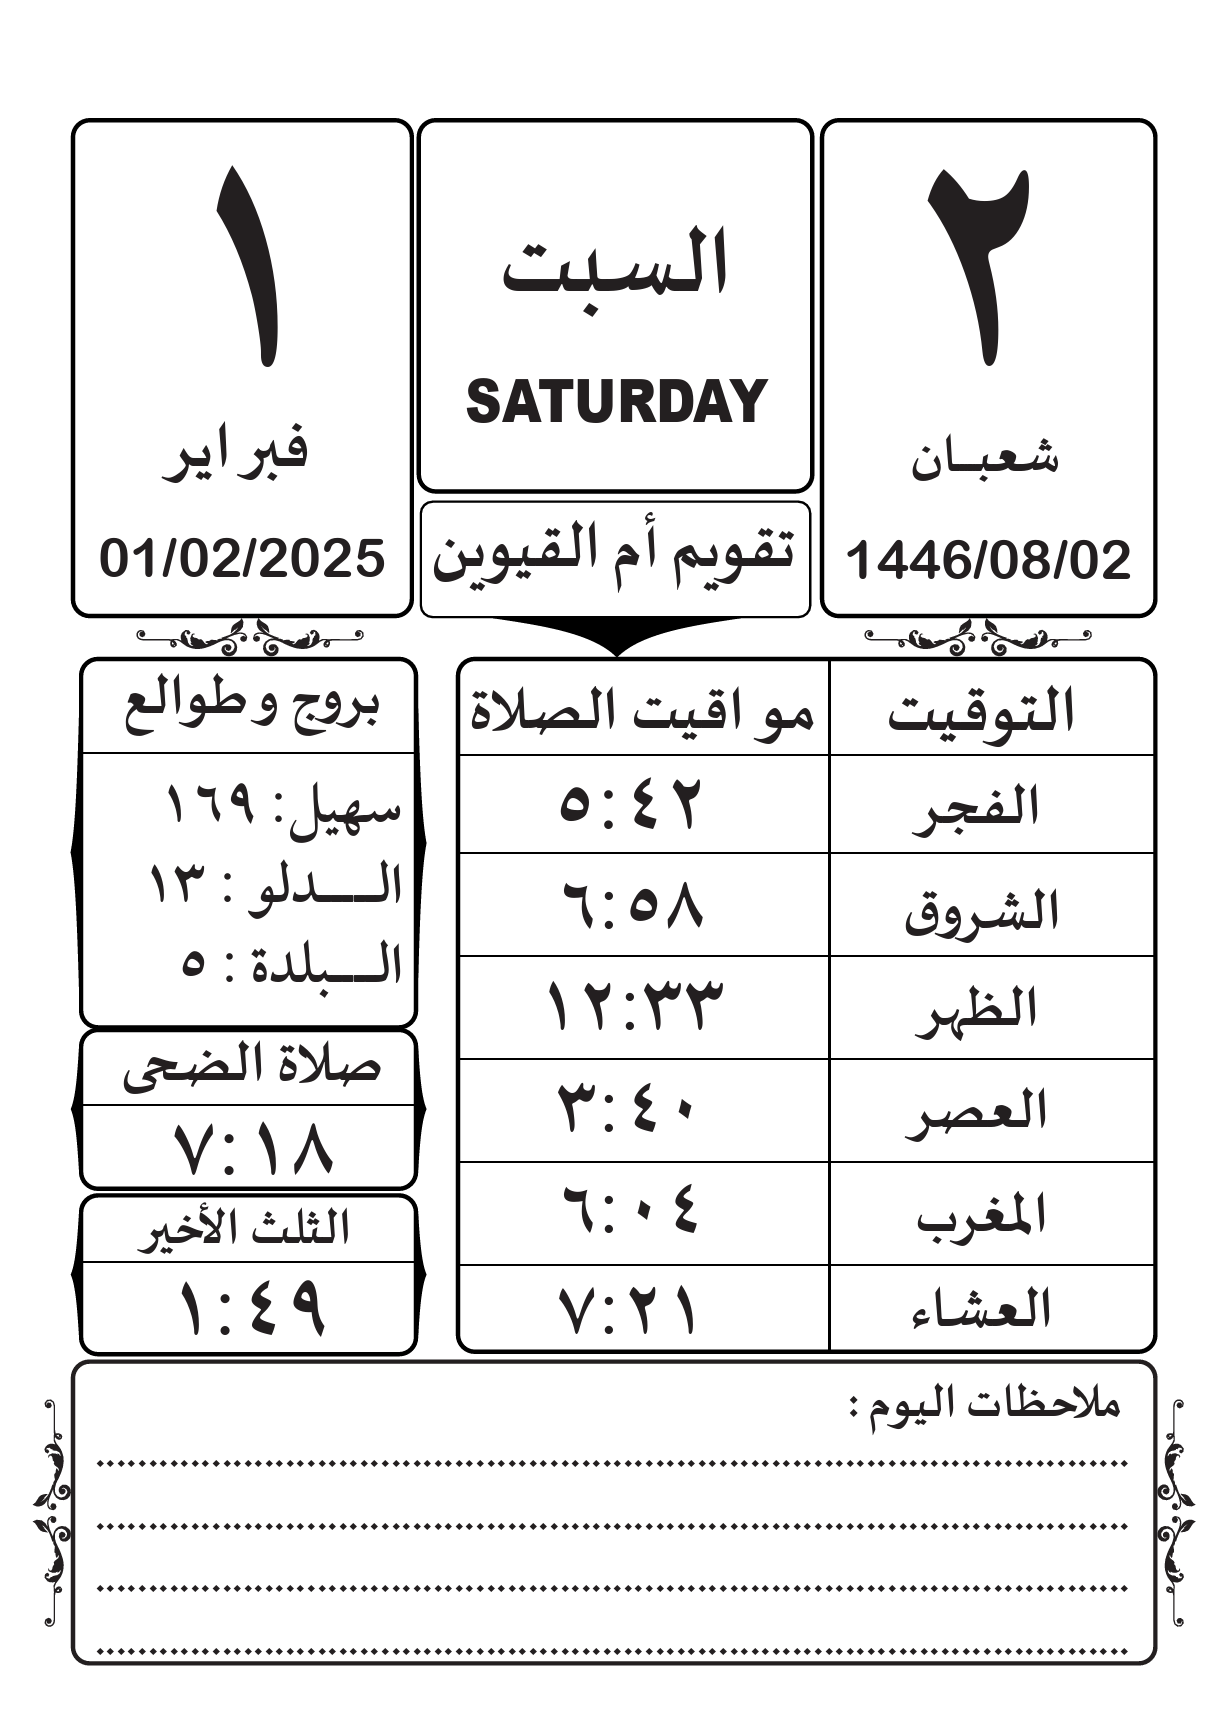 ٢
شعبان
1446/08/02
السبت
SATURDAY
تقويم أم القيوين
١
فبراير
01/02/2025
التوقيت مواقيت الصلاة
الفجر ٥:٤٢
الشروق ٦:٥٨
الظهر ١٢:٣٣
العصر ٣:٤٠
المغرب ٦:٠٤
العشاء ٧:٢١
بروج وطوالع
سهيل: ١٦٩
الدلو : ١٣
البلدة : ٥
صلاة الضحى
٧:١٨
الثلث الأخير
١:٤٩
ملاحظات اليوم :